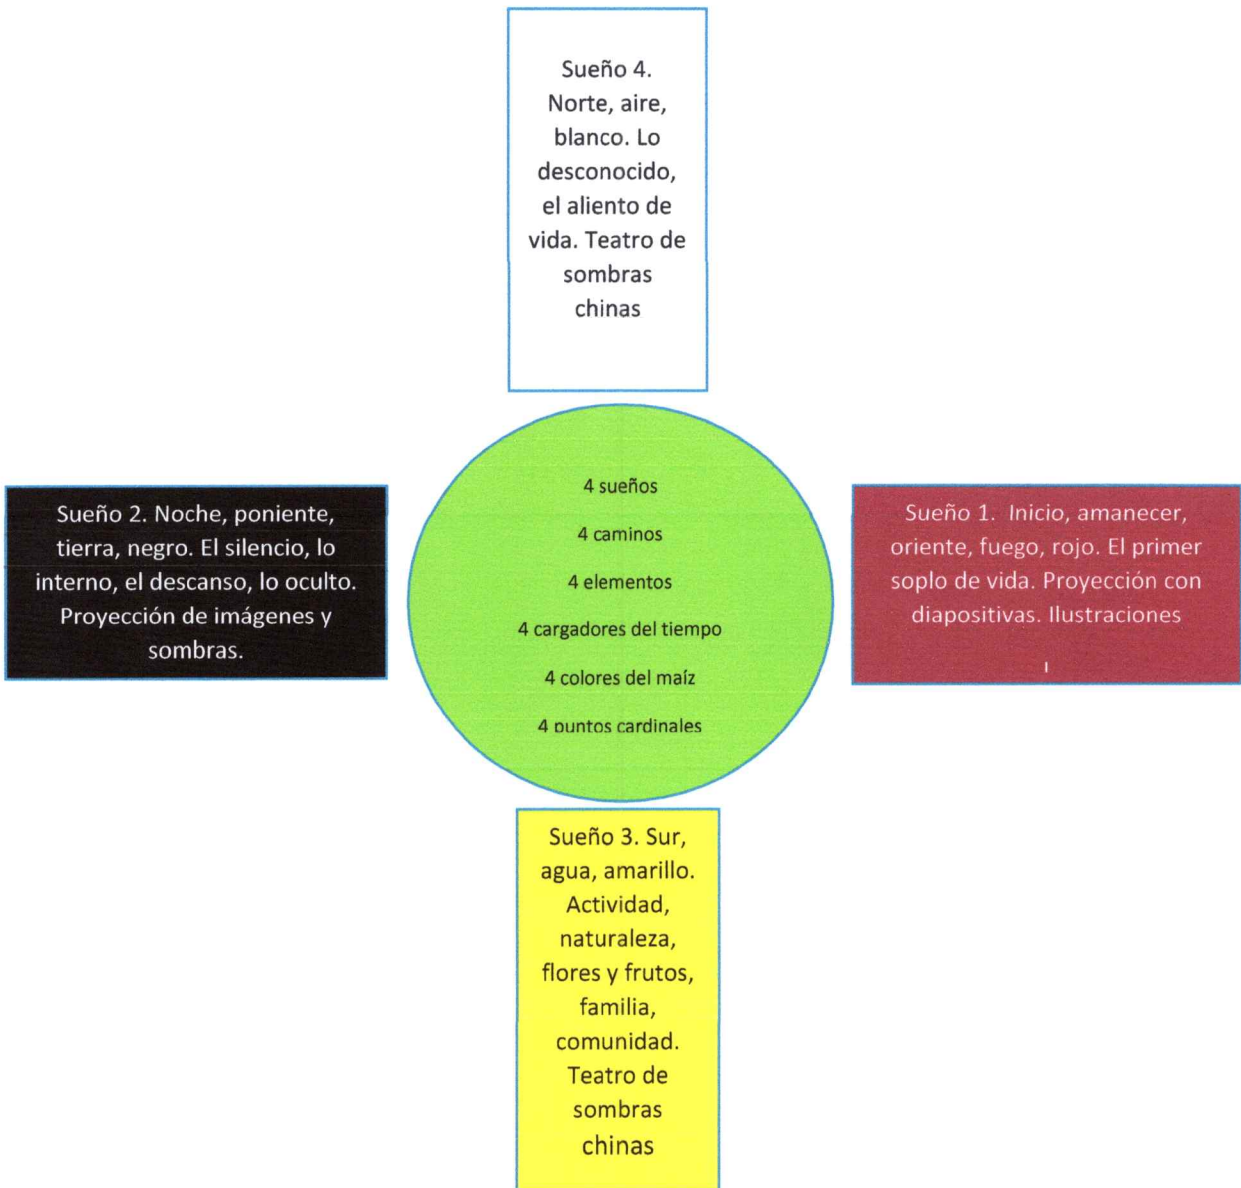 Sueño 4.
Norte, aire,
blanco. Lo
desconocido,
el aliento de
vida. Teatro de
sombras
chinas
Sueño 2. Noche, poniente,
tierra, negro. El silencio, lo
interno, el descanso, lo oculto.
Proyección de imágenes y
sombras.
4 sueños
4 caminos
4 elementos
4 cargadores del tiempo
4 colores del maíz
4 puntos cardinales
Sueño 1. Inicio, amanecer,
oriente, fuego, rojo. El primer
soplo de vida. Proyección con
diapositivas. Ilustraciones
I
Sueño 3. Sur,
agua, amarillo.
Actividad,
naturaleza,
flores y frutos,
familia,
comunidad.
Teatro de
sombras
chinas